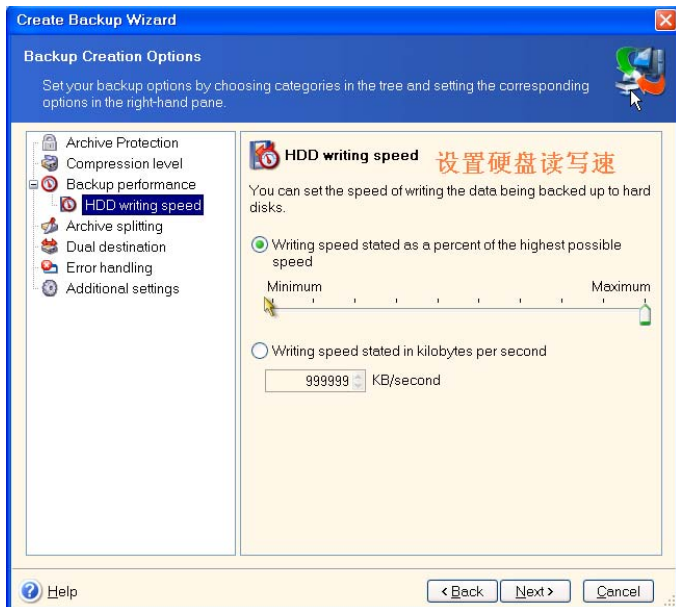 Create Backup Wizard
Backup Creation Options
Set your backup options by choosing categories in the tree and setting the corresponding
options in the right-hand pane.
Archive Protection
Compression level
Backup performance
HDD writing speed
Archive splitting
Dual destination
Error handling
Additional settings
HDD writing speed 设置硬盘读写速
You can set the speed of writing the data being backed up to hard
disks.
Writing speed stated as a percent of the highest possible
speed
Minimum Maximum
Writing speed stated in kilobytes per second
999999 KB/second
Help <Back Next> Cancel